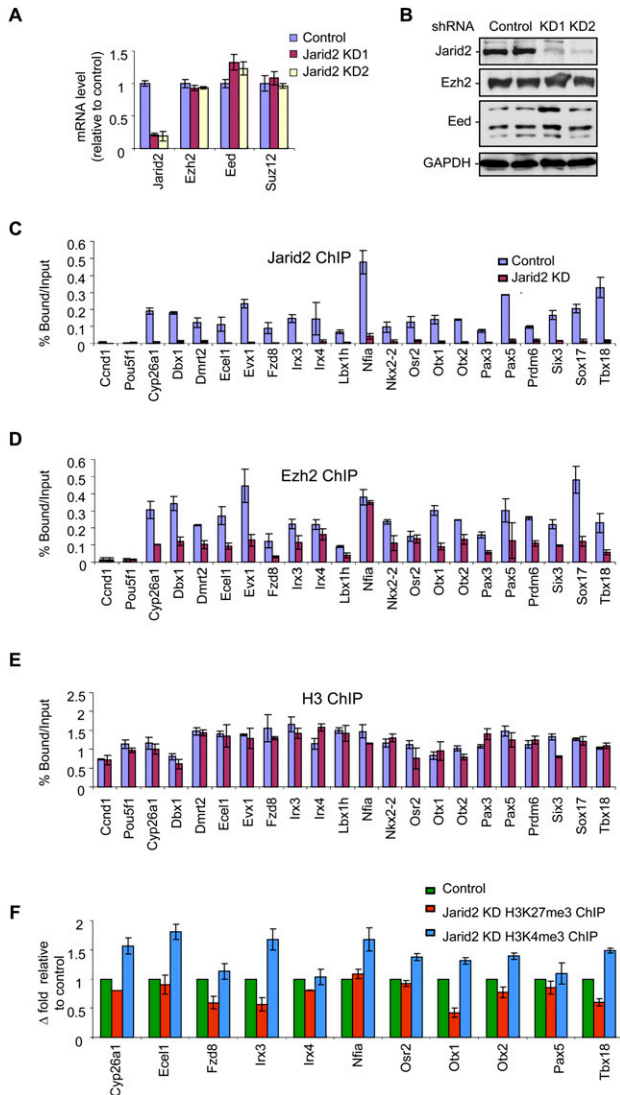 A
Control
Jarid2 KD1
Jarid2 KD2
mRNA level
(relative to control)
1.5
1
0.5
0
Jarid2
Ezh2
Eed
Suz12
B
shRNA Control KD1 KD2
Jarid2
Ezh2
Eed
GAPDH
C
Jarid2 ChIP
Control
Jarid2 KD
% Bound/Input
0.6
0.5
0.4
0.3
0.2
0.1
0
Ccnd1
Pou5f1
Cyp26a1
Dbx1
Dmrt2
Ecel1
Evx1
Fzd8
Irx3
Irx4
Lbx1h
Nfia
Nkx2-2
Osr2
Otx1
Otx2
Pax3
Pax5
Prdm6
Six3
Sox17
Tbx18
D
Ezh2 ChIP
% Bound/Input
0.6
0.5
0.4
0.3
0.2
0.1
0
Ccnd1
Pou5f1
Cyp26a1
Dbx1
Dmrt2
Ecel1
Evx1
Fzd8
Irx3
Irx4
Lbx1h
Nfia
Nkx2-2
Osr2
Otx1
Otx2
Pax3
Pax5
Prdm6
Six3
Sox17
Tbx18
E
H3 ChIP
% Bound/Input
2.5
2
1.5
1
0.5
0
Ccnd1
Pou5f1
Cyp26a1
Dbx1
Dmrt2
Ecel1
Evx1
Fzd8
Irx3
Irx4
Lbx1h
Nfia
Nkx2-2
Osr2
Otx1
Otx2
Pax3
Pax5
Prdm6
Six3
Sox17
Tbx18
F
Control
Jarid2 KD H3K27me3 ChIP
Jarid2 KD H3K4me3 ChIP
Δ fold relative
to control
2
1.5
1
0.5
0
Cyp26a1
Ecel1
Fzd8
Irx3
Irx4
Nfia
Osr2
Otx1
Otx2
Pax5
Tbx18